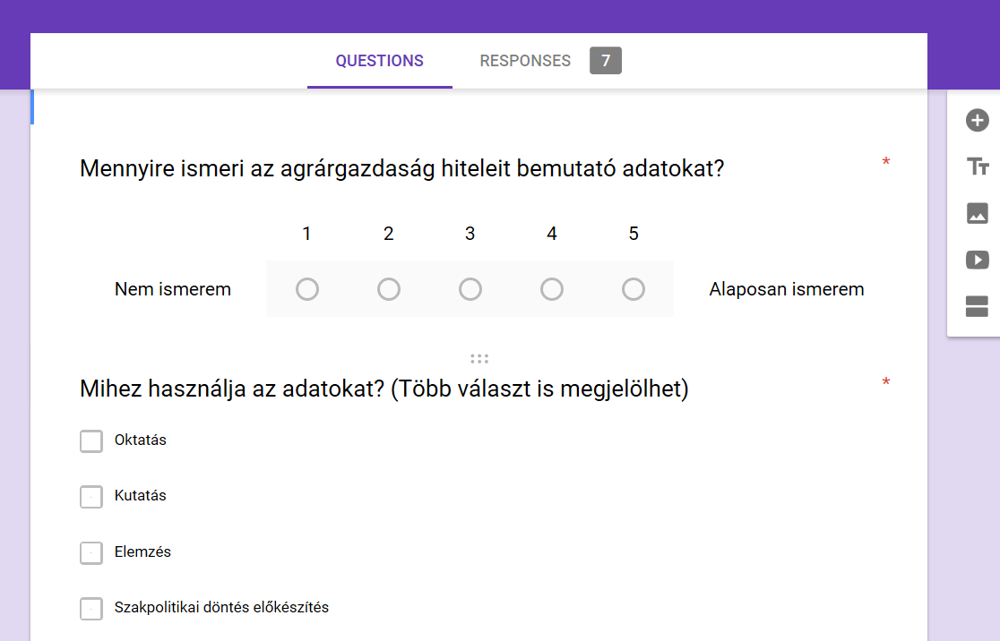 QUESTIONS RESPONSES 7
Mennyire ismeri az agrárgazdaság hiteleit bemutató adatokat? *
1 2 3 4 5
Nem ismerem Alaposan ismerem
Mihez használja az adatokat? (Több választ is megjelölhet) *
Oktatás
Kutatás
Elemzés
Szakpolitikai döntés előkészítés